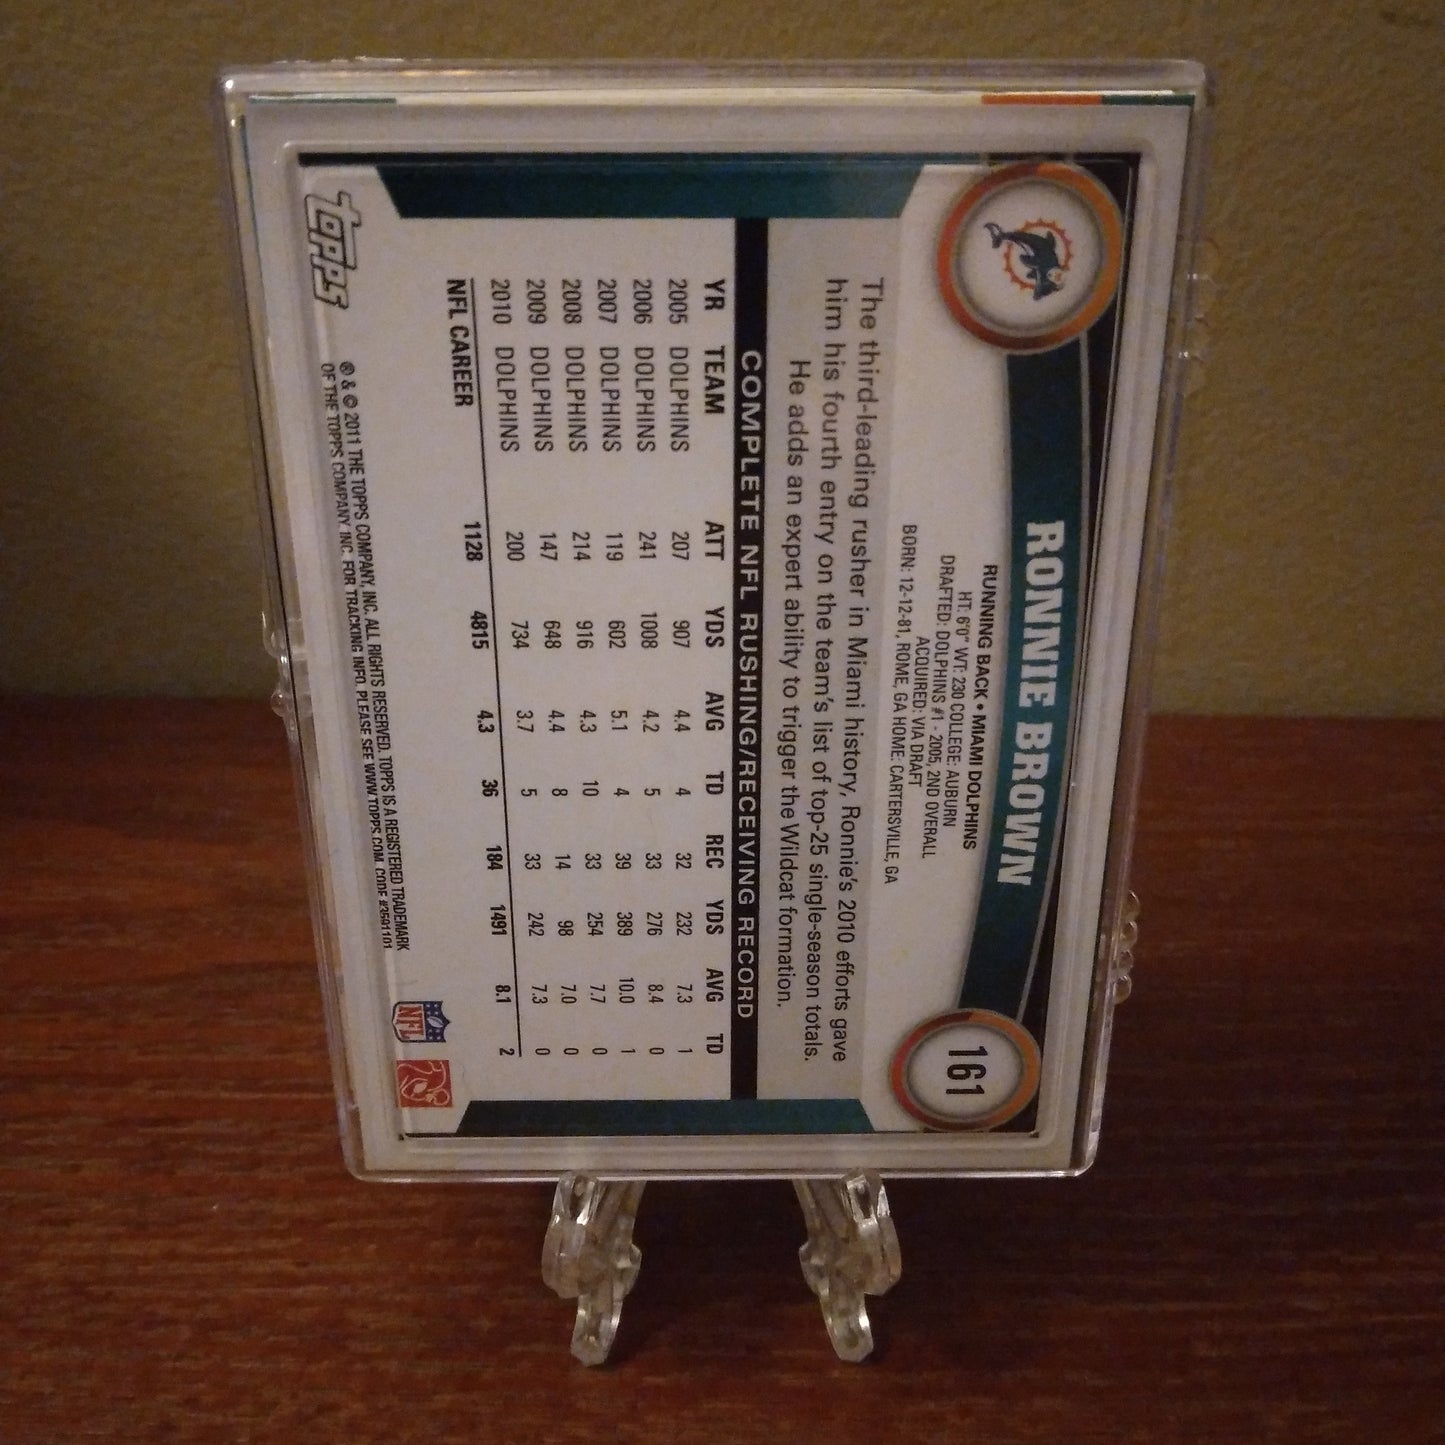 161
RONNIE BROWN
RUNNING BACK • MIAMI DOLPHINS
HT: 6'0" WT: 230 COLLEGE: AUBURN
DRAFTED: DOLPHINS #1 - 2005, 2ND OVERALL
ACQUIRED: VIA DRAFT
BORN: 12-12-81, ROME, GA HOME: CARTERSVILLE, GA
The third-leading rusher in Miami history, Ronnie's 2010 efforts gave
him his fourth entry on the team's list of top-25 single-season totals.
He adds an expert ability to trigger the Wildcat formation.
COMPLETE NFL RUSHING/RECEIVING RECORD
YR TEAM ATT YDS AVG TD REC YDS AVG TD
2005 DOLPHINS 207 907 4.4 4 32 232 7.3 1
2006 DOLPHINS 241 1008 4.2 5 33 276 8.4 0
2007 DOLPHINS 119 602 5.1 4 39 389 10.0 1
2008 DOLPHINS 214 916 4.3 10 33 254 7.7 0
2009 DOLPHINS 147 648 4.4 8 14 98 7.0 0
2010 DOLPHINS 200 734 3.7 5 33 242 7.3 0
NFL CAREER 1128 4815 4.3 36 184 1491 8.1 2
® & © 2011 THE TOPPS COMPANY, INC. ALL RIGHTS RESERVED. TOPPS IS A REGISTERED TRADEMARK
OF THE TOPPS COMPANY, INC. FOR TRACKING INFO, PLEASE SEE WWW.TOPPS.COM. CODE #3591101
Topps
NFL